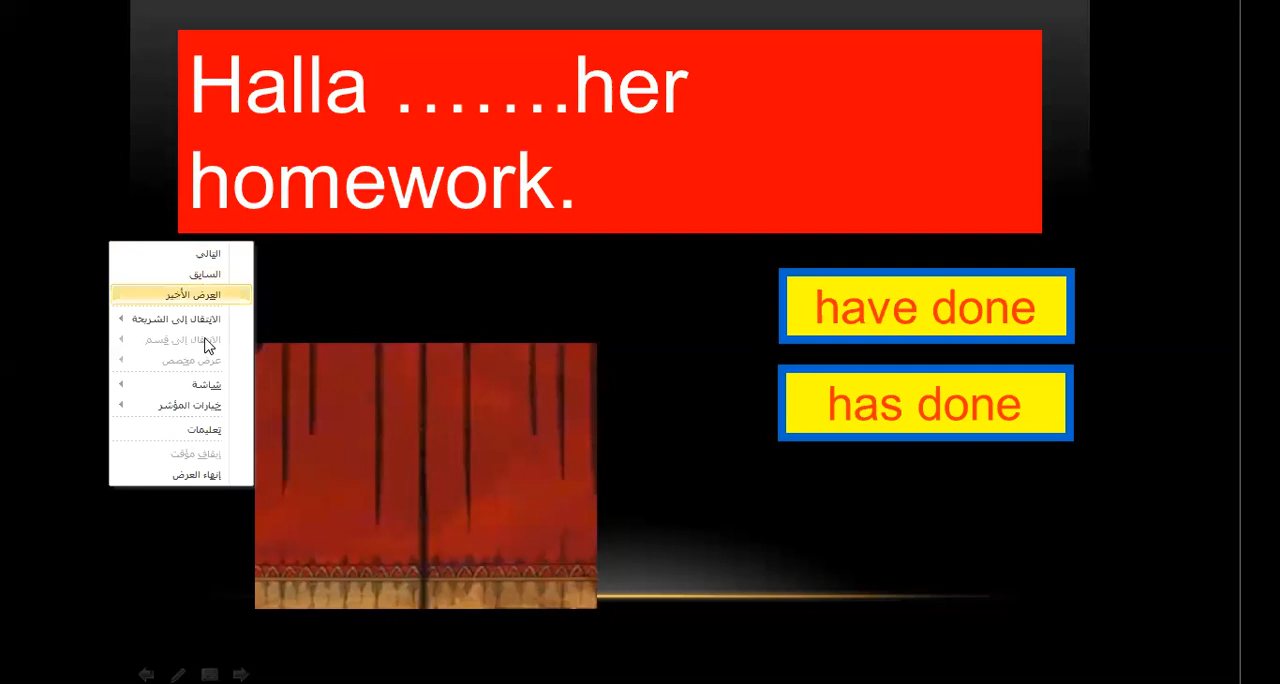 Halla …….her
homework.
التالي
السابق
العرض الأخير
الانتقال إلى الشريحة
الانتقال إلى قسم
عرض مخصص
شاشة
خيارات المؤشر
تعليمات
إيقاف مؤقت
إنهاء العرض
have done
has done